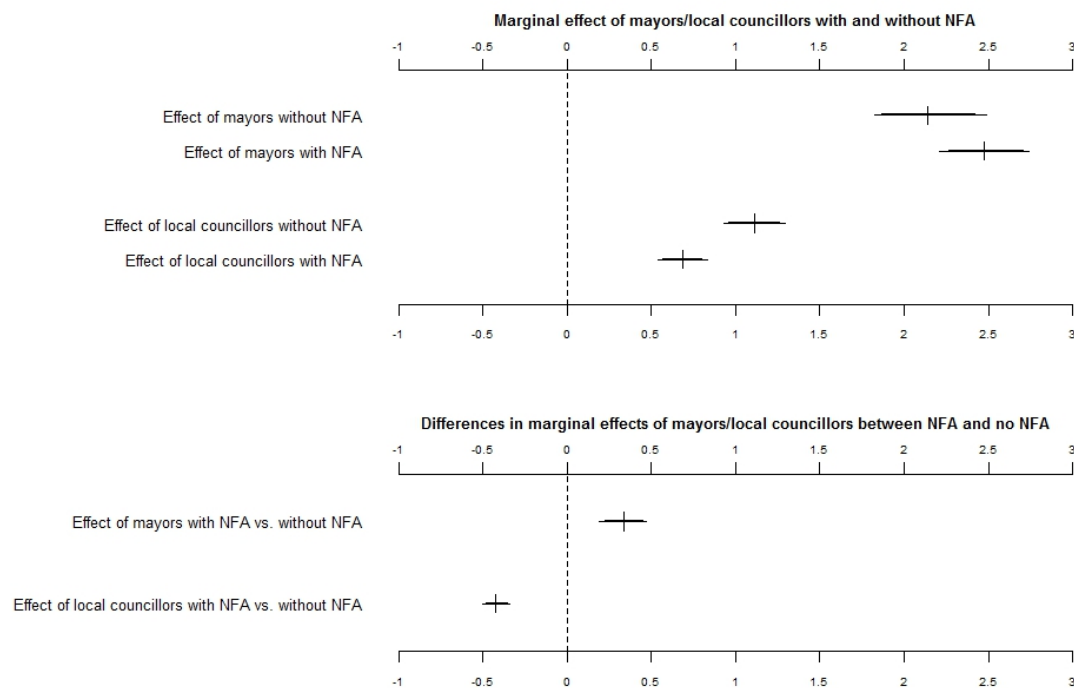 Marginal effect of mayors/local councillors with and without NFA
-1 -0.5 0 0.5 1 1.5 2 2.5 3
Effect of mayors without NFA
Effect of mayors with NFA
Effect of local councillors without NFA
Effect of local councillors with NFA
-1 -0.5 0 0.5 1 1.5 2 2.5 3
Differences in marginal effects of mayors/local councillors between NFA and no NFA
-1 -0.5 0 0.5 1 1.5 2 2.5 3
Effect of mayors with NFA vs. without NFA
Effect of local councillors with NFA vs. without NFA
-1 -0.5 0 0.5 1 1.5 2 2.5 3